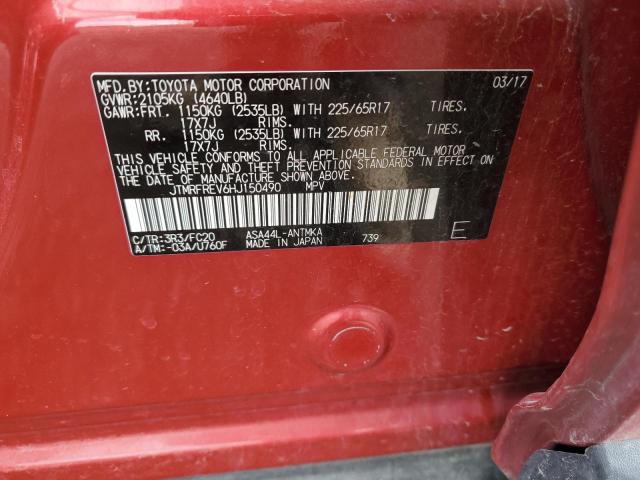 MFD.BY:TOYOTA MOTOR CORPORATION 03/17
GVWR:2105KG (4640LB)
GAWR:FRT. 1150KG (2535LB) WITH 225/65R17 TIRES.
17X7J RIMS.
RR. 1150KG (2535LB) WITH 225/65R17 TIRES.
17X7J RIMS.
THIS VEHICLE CONFORMS TO ALL APPLICABLE FEDERAL MOTOR
VEHICLE SAFETY AND THEFT PREVENTION STANDARDS IN EFFECT ON
THE DATE OF MANUFACTURE SHOWN ABOVE.
JTMRFREV6HJ150490 MPV
C/TR:3R3/FC20 ASA44L-ANTMKA
A/TM:-03A/U760F MADE IN JAPAN 739 E